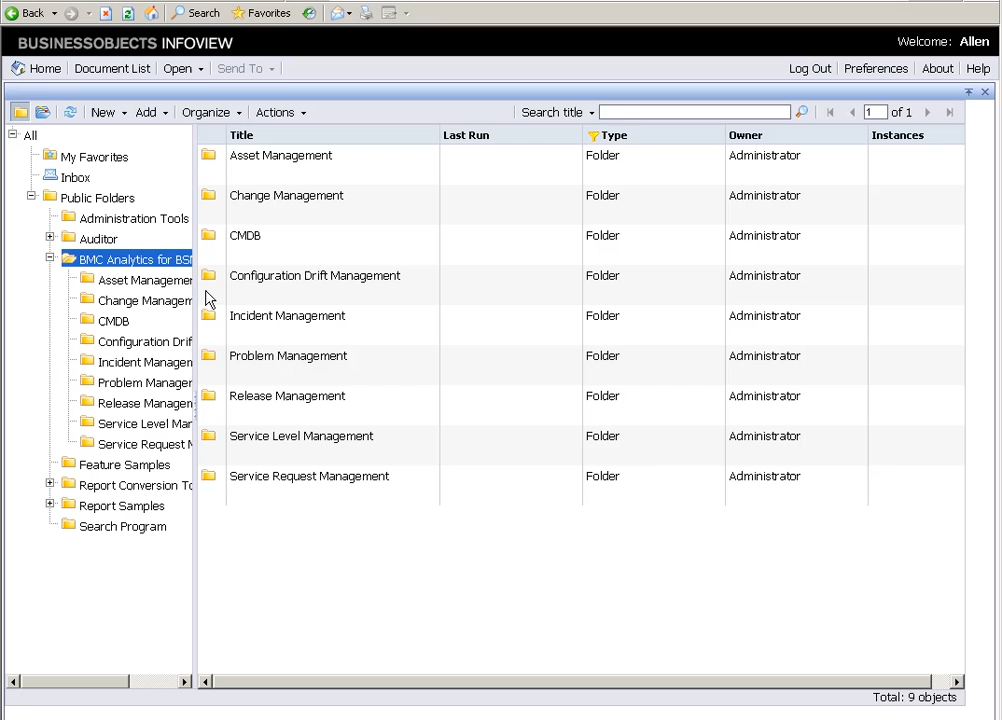 Back Search Favorites
BUSINESSOBJECTS INFOVIEW Welcome: Allen
Home Document List Open Send To Log Out Preferences About Help
New Add Organize Actions Search title 1 of 1
All
My Favorites
Inbox
Public Folders
Administration Tools
Auditor
BMC Analytics for BSM
Asset Managemer
Change Managem
CMDB
Configuration Drif
Incident Managen
Problem Manager
Release Managen
Service Level Mar
Service Request M
Feature Samples
Report Conversion To
Report Samples
Search Program
Title Last Run Type Owner Instances
Asset Management Folder Administrator
Change Management Folder Administrator
CMDB Folder Administrator
Configuration Drift Management Folder Administrator
Incident Management Folder Administrator
Problem Management Folder Administrator
Release Management Folder Administrator
Service Level Management Folder Administrator
Service Request Management Folder Administrator
Total: 9 objects